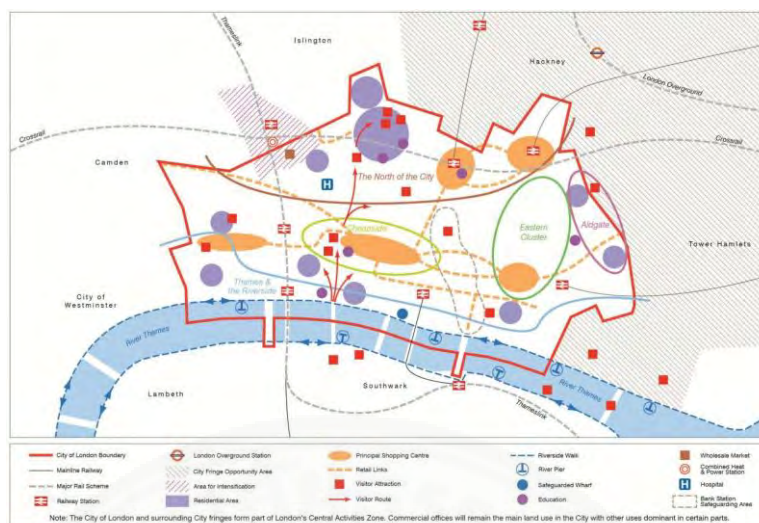 Islington
Hackney
Thameslink
London Overground
Crossrail
Crossrail
Camden
The North of the City
Cheapside
Eastern
Cluster
Aldgate
Tower Hamlets
Thames &
the Riverside
City of
Westminster
River Thames
River Thames
Lambeth
Southwark
Thameslink
City of London Boundary
Mainline Railway
Major Rail Scheme
Railway Station
London Overground Station
City Fringe Opportunity Area
Area for Intensification
Residential Area
Principal Shopping Centre
Retail Links
Visitor Attraction
Visitor Route
Riverside Walk
River Pier
Safeguarded Wharf
Education
Wholesale Market
Combined Heat
& Power Station
H
Hospital
Bank Station
Safeguarding Area
Note: The City of London and surrounding City fringes form part of London's Central Activities Zone. Commercial offices will remain the main land use in the City with other uses dominant in certain parts.